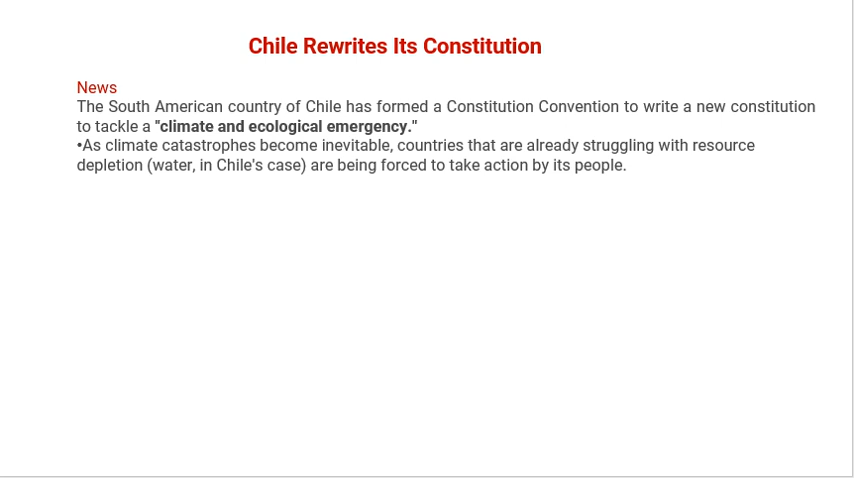 Chile Rewrites Its Constitution
News
The South American country of Chile has formed a Constitution Convention to write a new constitution
to tackle a "climate and ecological emergency."
•As climate catastrophes become inevitable, countries that are already struggling with resource
depletion (water, in Chile's case) are being forced to take action by its people.